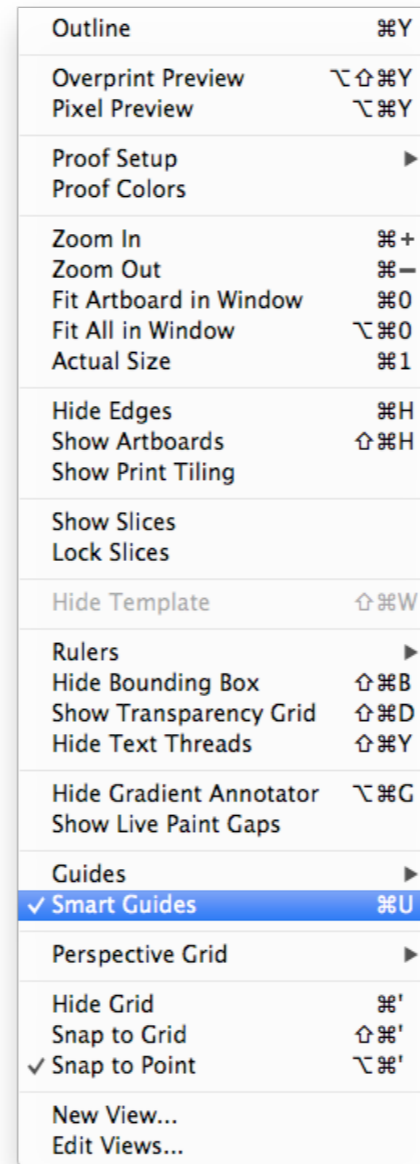 Outline ⌘Y
Overprint Preview ⌥⇧⌘Y
Pixel Preview ⌥⌘Y
Proof Setup ▶
Proof Colors
Zoom In ⌘+
Zoom Out ⌘−
Fit Artboard in Window ⌘0
Fit All in Window ⌥⌘0
Actual Size ⌘1
Hide Edges ⌘H
Show Artboards ⇧⌘H
Show Print Tiling
Show Slices
Lock Slices
Hide Template ⇧⌘W
Rulers ▶
Hide Bounding Box ⇧⌘B
Show Transparency Grid ⇧⌘D
Hide Text Threads ⇧⌘Y
Hide Gradient Annotator ⌥⌘G
Show Live Paint Gaps
Guides ▶
✓ Smart Guides ⌘U
Perspective Grid ▶
Hide Grid ⌘'
Snap to Grid ⇧⌘'
✓ Snap to Point ⌥⌘'
New View...
Edit Views...